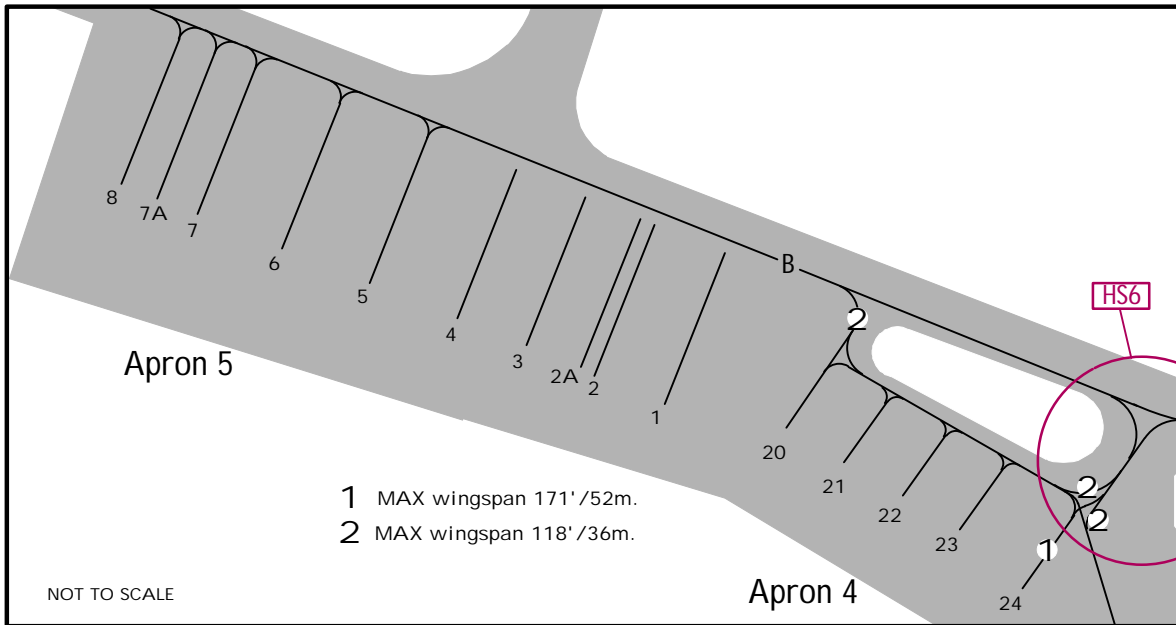 B
HS6
8
7A
7
6
5
4
3
2A
2
1
2
20
21
22
23
24
2
2
1
Apron 5
1 MAX wingspan 171'/52m.
2 MAX wingspan 118'/36m.
Apron 4
NOT TO SCALE